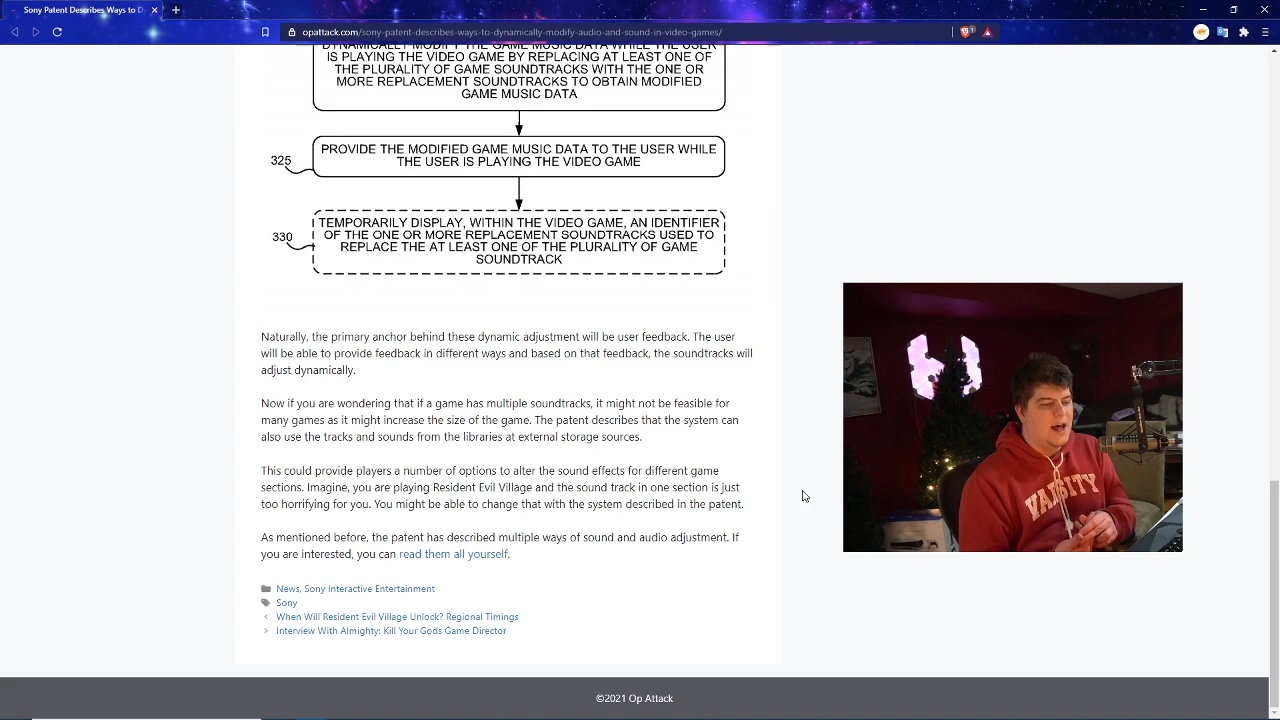 Sony Patent Describes Ways to D
opattack.com/sony-patent-describes-ways-to-dynamically-modify-audio-and-sound-in-video-games/
DYNAMICALLY MODIFY THE GAME MUSIC DATA WHILE THE USER
IS PLAYING THE VIDEO GAME BY REPLACING AT LEAST ONE OF
THE PLURALITY OF GAME SOUNDTRACKS WITH THE ONE OR
MORE REPLACEMENT SOUNDTRACKS TO OBTAIN MODIFIED
GAME MUSIC DATA
325
PROVIDE THE MODIFIED GAME MUSIC DATA TO THE USER WHILE
THE USER IS PLAYING THE VIDEO GAME
330
TEMPORARILY DISPLAY, WITHIN THE VIDEO GAME, AN IDENTIFIER
OF THE ONE OR MORE REPLACEMENT SOUNDTRACKS USED TO
REPLACE THE AT LEAST ONE OF THE PLURALITY OF GAME
SOUNDTRACK
Naturally, the primary anchor behind these dynamic adjustment will be user feedback. The user
will be able to provide feedback in different ways and based on that feedback, the soundtracks will
adjust dynamically.
Now if you are wondering that if a game has multiple soundtracks, it might not be feasible for
many games as it might increase the size of the game. The patent describes that the system can
also use the tracks and sounds from the libraries at external storage sources.
This could provide players a number of options to alter the sound effects for different game
sections. Imagine, you are playing Resident Evil Village and the sound track in one section is just
too horrifying for you. You might be able to change that with the system described in the patent.
As mentioned before, the patent has described multiple ways of sound and audio adjustment. If
you are interested, you can read them all yourself.
News, Sony Interactive Entertainment
Sony
When Will Resident Evil Village Unlock? Regional Timings
Interview With Almighty: Kill Your Gods Game Director
VARSITY
©2021 Op Attack